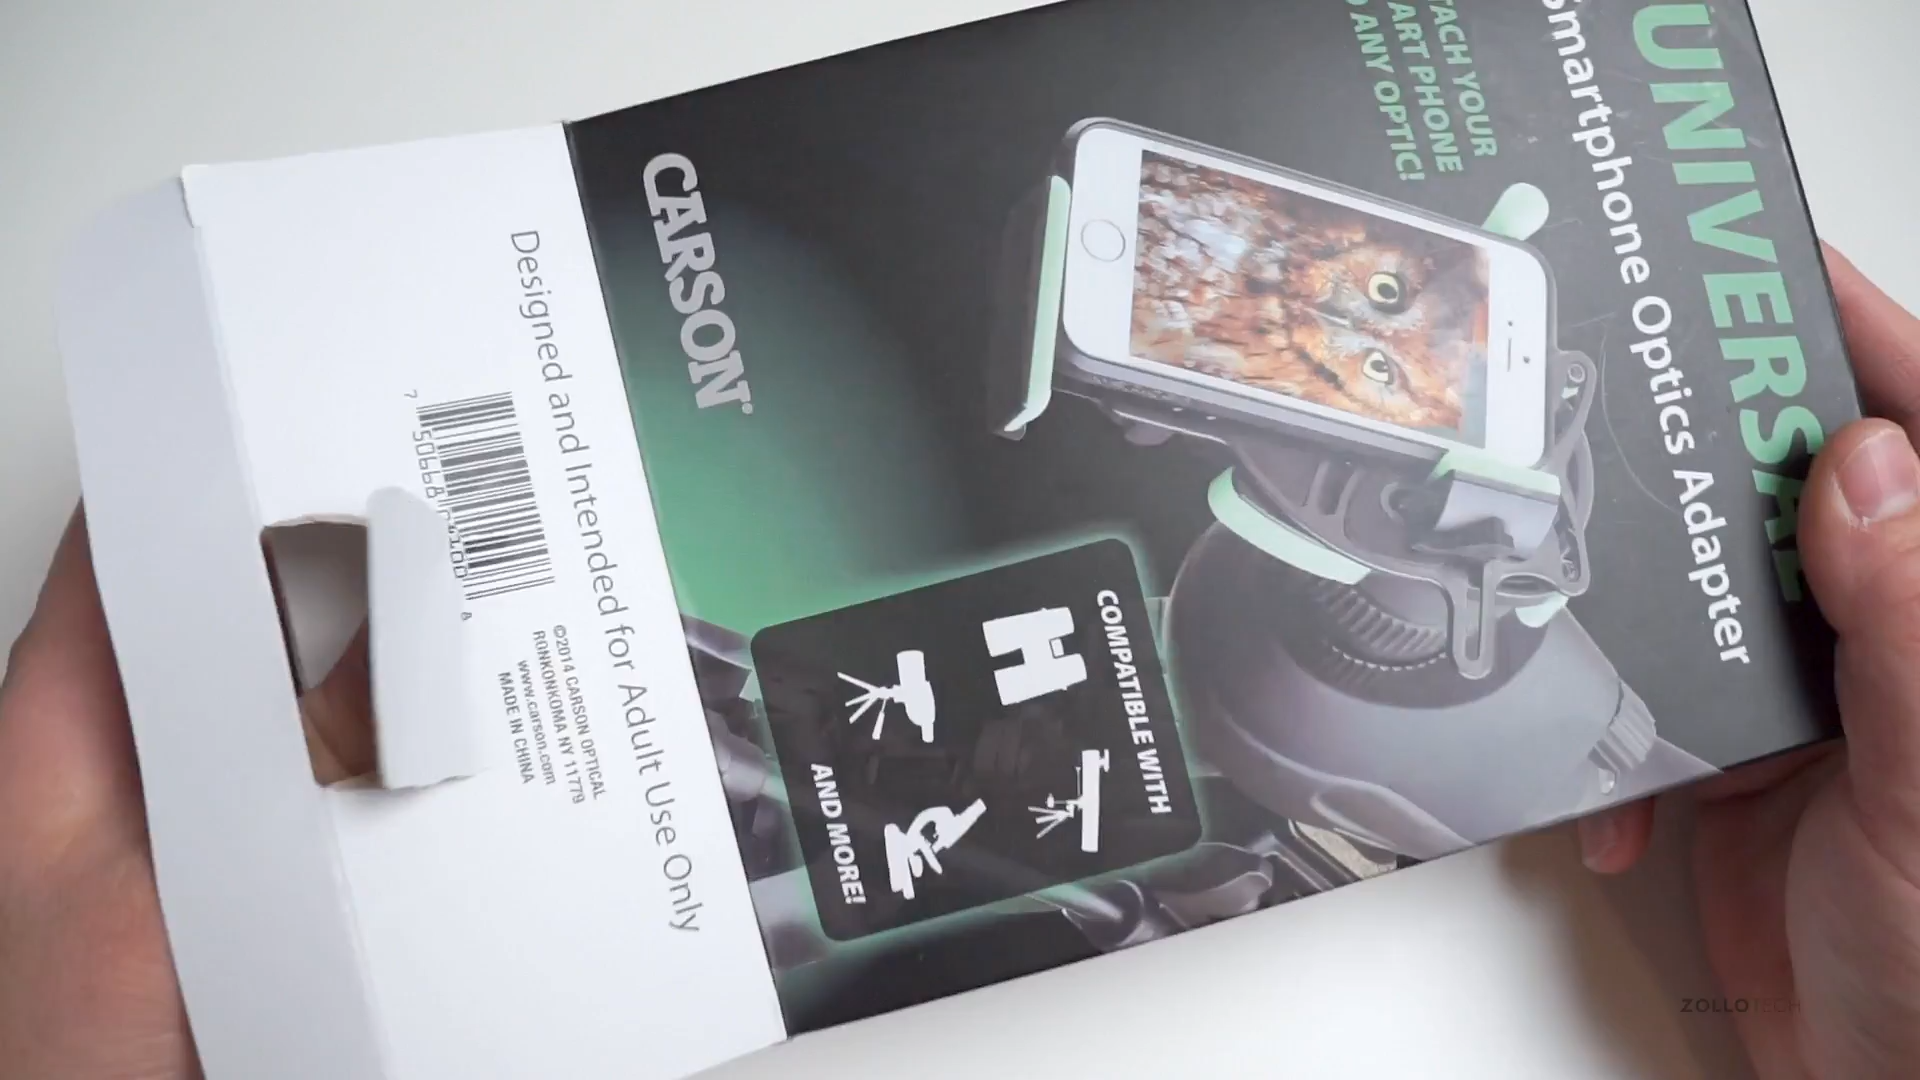 UNIVERSAL
Smartphone Optics Adapter
TACH YOUR
ART PHONE
ANY OPTIC!
CARSON®
COMPATIBLE WITH
AND MORE!
Designed and Intended for Adult Use Only
©2014 CARSON OPTICAL
RONKONKOMA NY 11779
www.carson.com
MADE IN CHINA
ZOLLOTECH